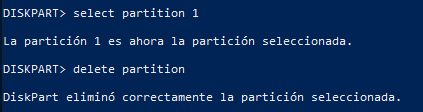 DISKPART> select partition 1
La partición 1 es ahora la partición seleccionada.
DISKPART> delete partition
DiskPart eliminó correctamente la partición seleccionada.